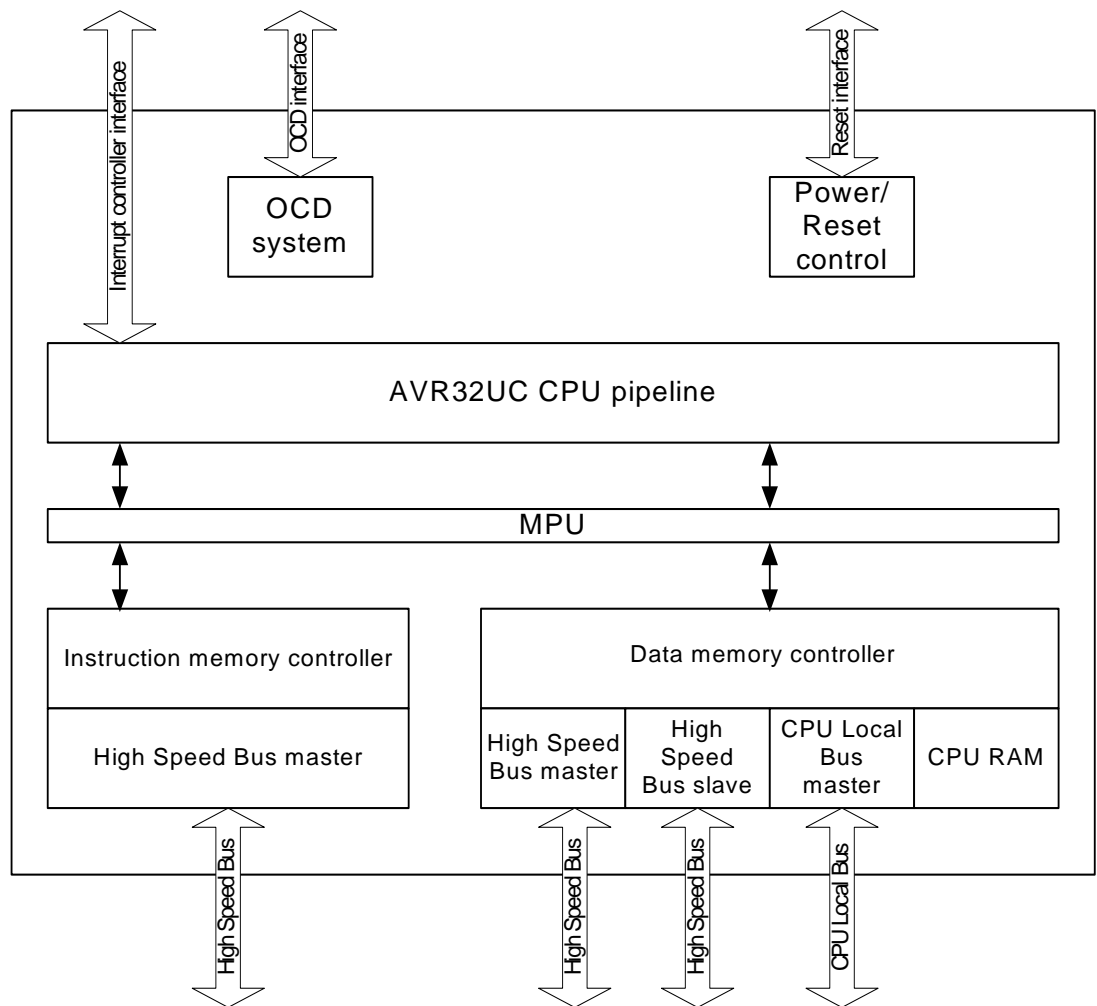 Interrupt controller interface
OCD interface
Reset interface
OCD
system
Power/
Reset
control
AVR32UC CPU pipeline
MPU
Instruction memory controller
Data memory controller
High Speed Bus master
High Speed
Bus master
High
Speed
Bus slave
CPU Local
Bus
master
CPU RAM
High Speed Bus
High Speed Bus
High Speed Bus
CPU Local Bus